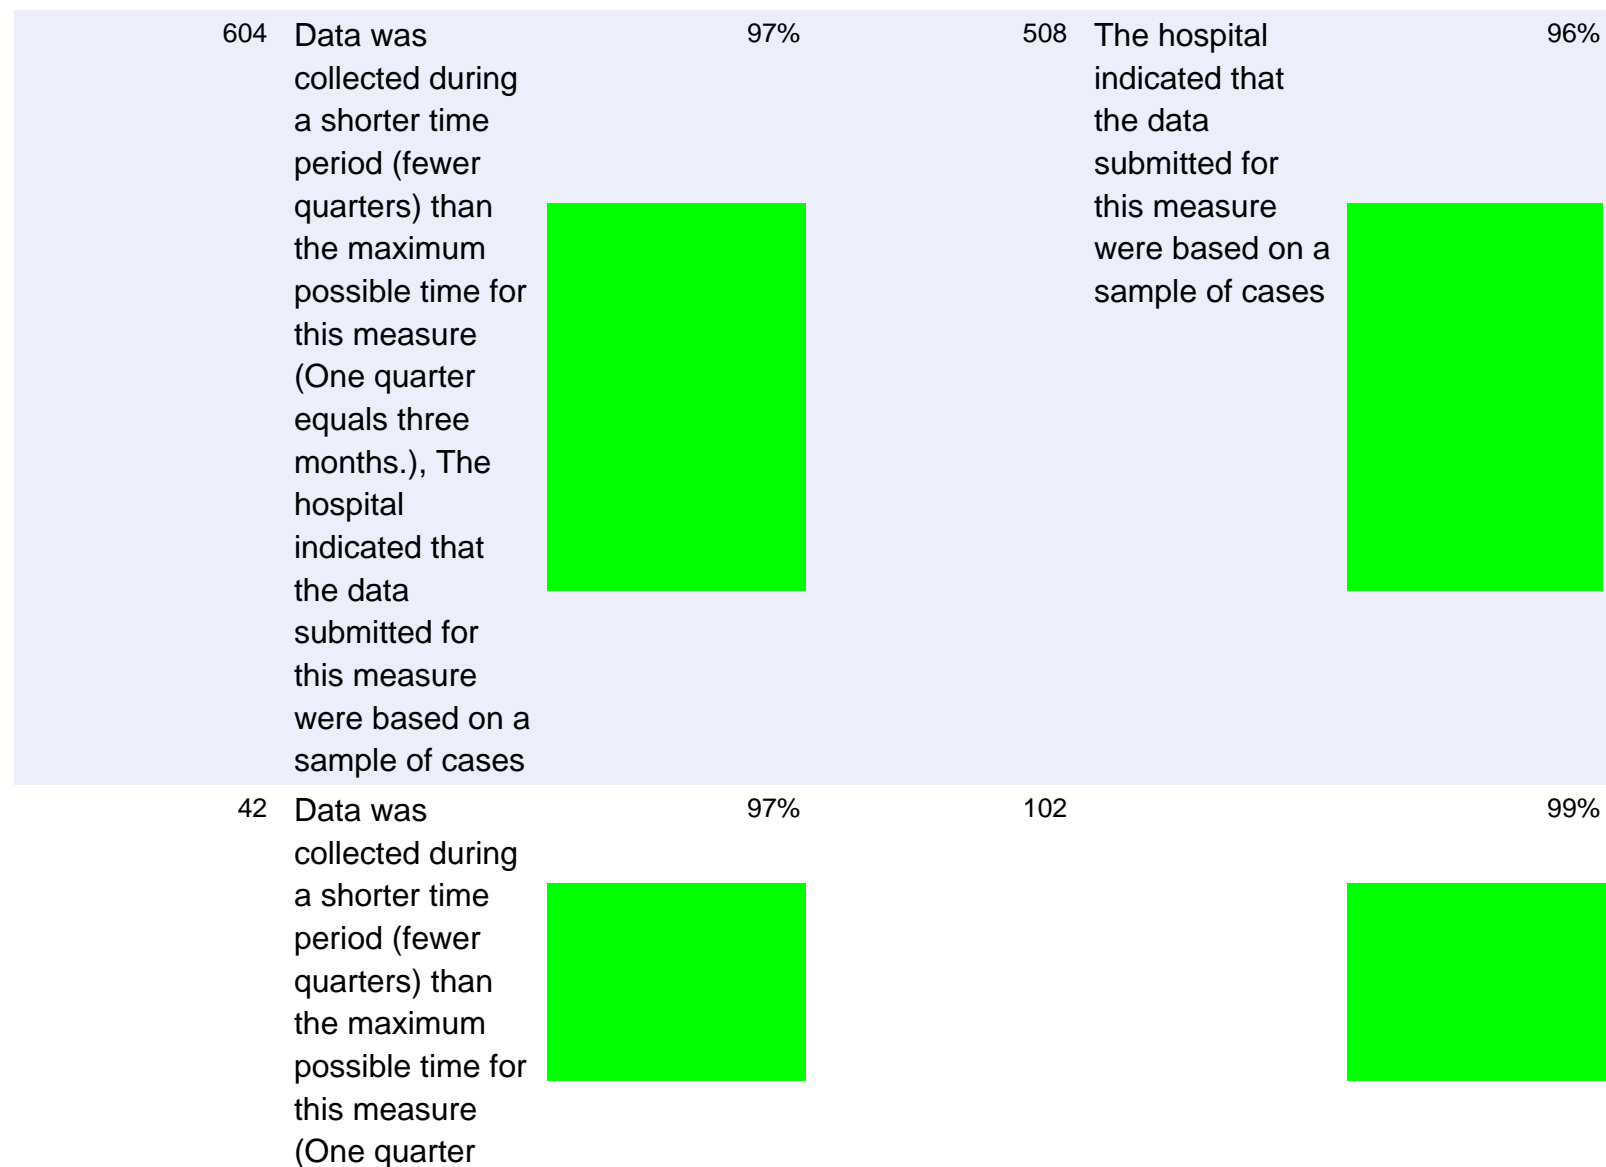 604 Data was 97% 508 The hospital 96%
collected during indicated that
a shorter time the data
period (fewer submitted for
quarters) than this measure
the maximum were based on a
possible time for sample of cases
this measure
(One quarter
equals three
months.), The
hospital
indicated that
the data
submitted for
this measure
were based on a
sample of cases
42 Data was 97% 102 99%
collected during
a shorter time
period (fewer
quarters) than
the maximum
possible time for
this measure
(One quarter